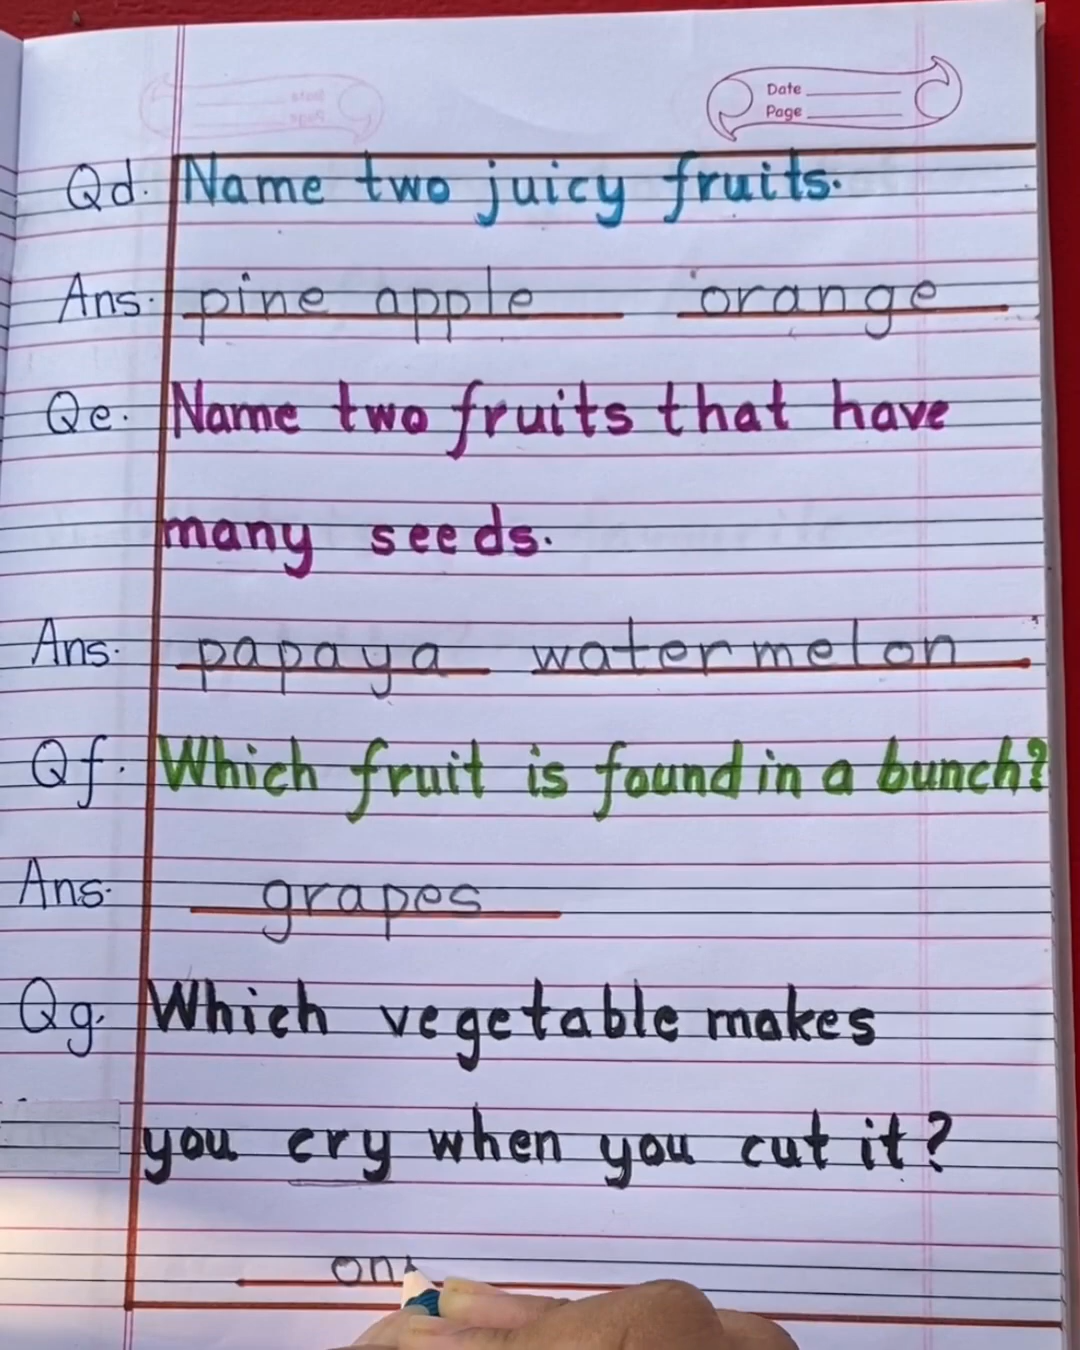 Date
Page
Qd. Name two juicy fruits.
Ans. pine apple orange
Qe. Name two fruits that have
many seeds.
Ans. papaya watermelon
Qf. Which fruit is found in a bunch?
Ans. grapes
Qg. Which vegetable makes
you cry when you cut it?